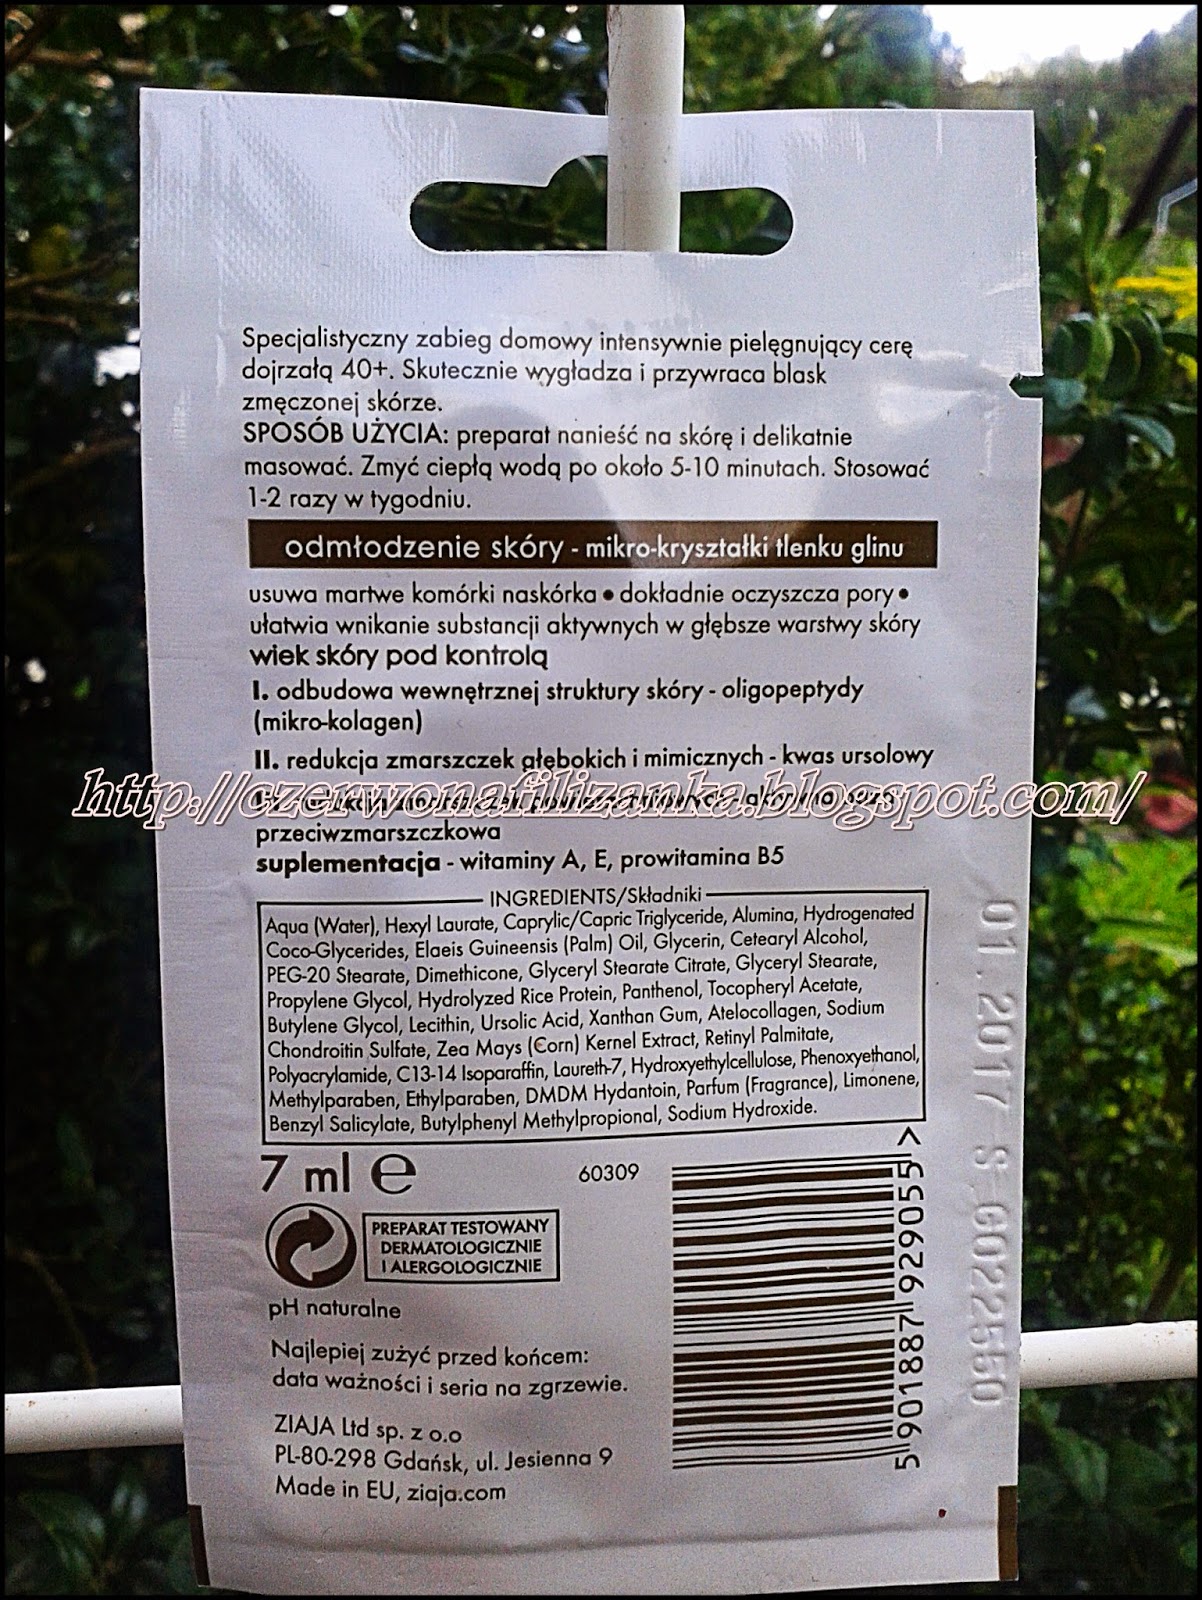 Specjalistyczny zabieg domowy intensywnie pielęgnujący cerę
dojrzałą 40+. Skutecznie wygładza i przywraca blask
zmęczonej skórze.
SPOSÓB UŻYCIA: preparat nanieść na skórę i delikatnie
masować. Zmyć ciepłą wodą po około 5-10 minutach. Stosować
1-2 razy w tygodniu.
odmłodzenie skóry - mikro-kryształki tlenku glinu
usuwa martwe komórki naskórka • dokładnie oczyszcza pory •
ułatwia wnikanie substancji aktywnych w głębsze warstwy skóry
wiek skóry pod kontrolą
I. odbudowa wewnętrznej struktury skóry - oligopeptydy
(mikro-kolagen)
II. redukcja zmarszczek głębokich i mimicznych - kwas ursolowy
http://czerwonafilizanka.blogspot.com/
przeciwzmarszczkowa
suplementacja - witaminy A, E, prowitamina B5
INGREDIENTS/Składniki
Aqua (Water), Hexyl Laurate, Caprylic/Capric Triglyceride, Alumina, Hydrogenated
Coco-Glycerides, Elaeis Guineensis (Palm) Oil, Glycerin, Cetearyl Alcohol,
PEG-20 Stearate, Dimethicone, Glyceryl Stearate Citrate, Glyceryl Stearate,
Propylene Glycol, Hydrolyzed Rice Protein, Panthenol, Tocopheryl Acetate,
Butylene Glycol, Lecithin, Ursolic Acid, Xanthan Gum, Atelocollagen, Sodium
Chondroitin Sulfate, Zea Mays (Corn) Kernel Extract, Retinyl Palmitate,
Polyacrylamide, C13-14 Isoparaffin, Laureth-7, Hydroxyethylcellulose, Phenoxyethanol,
Methylparaben, Ethylparaben, DMDM Hydantoin, Parfum (Fragrance), Limonene,
Benzyl Salicylate, Butylphenyl Methylpropional, Sodium Hydroxide.
7 ml e
60309
PREPARAT TESTOWANY
DERMATOLOGICZNIE
I ALERGOLOGICZNIE
pH naturalne
Najlepiej zużyć przed końcem:
data ważności i seria na zgrzewie.
ZIAJA Ltd sp. z o.o
PL-80-298 Gdańsk, ul. Jesienna 9
Made in EU, ziaja.com
5 901887 929055 >
01.2017 S G022550